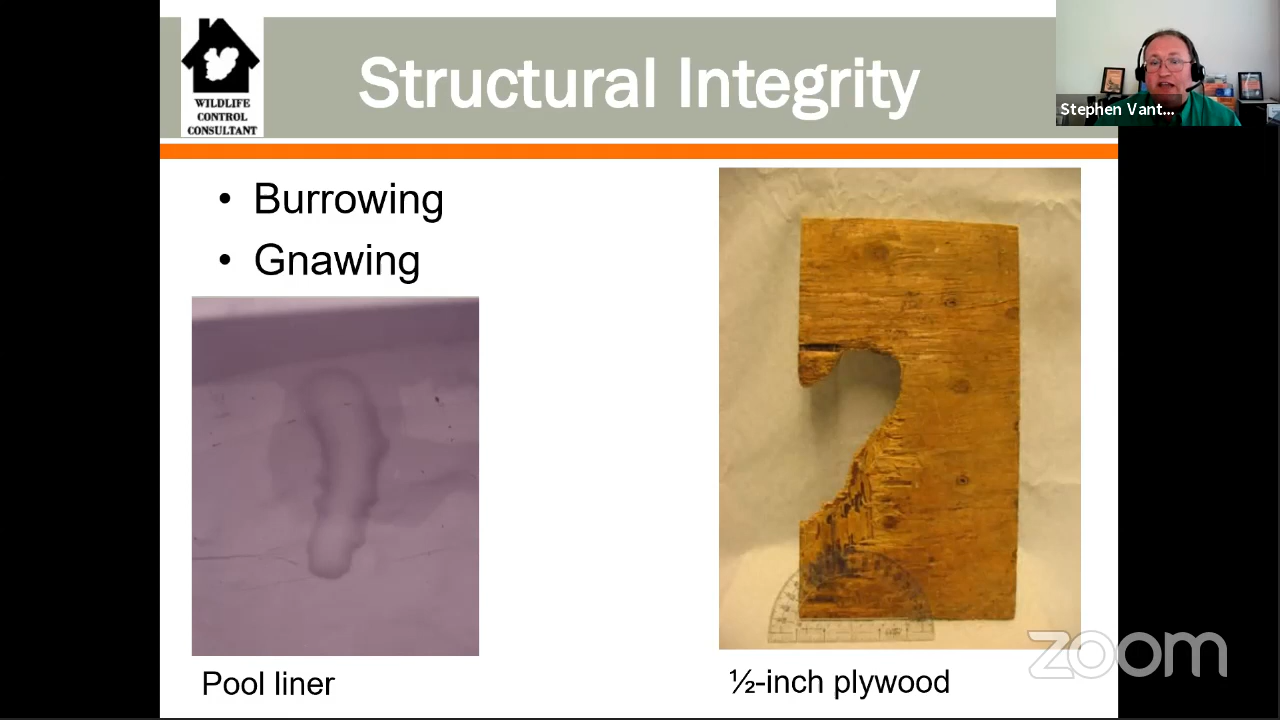 WILDLIFE
CONTROL
CONSULTANT
Structural Integrity
Stephen Vant...
• Burrowing
• Gnawing
Pool liner
½-inch plywood
zoom